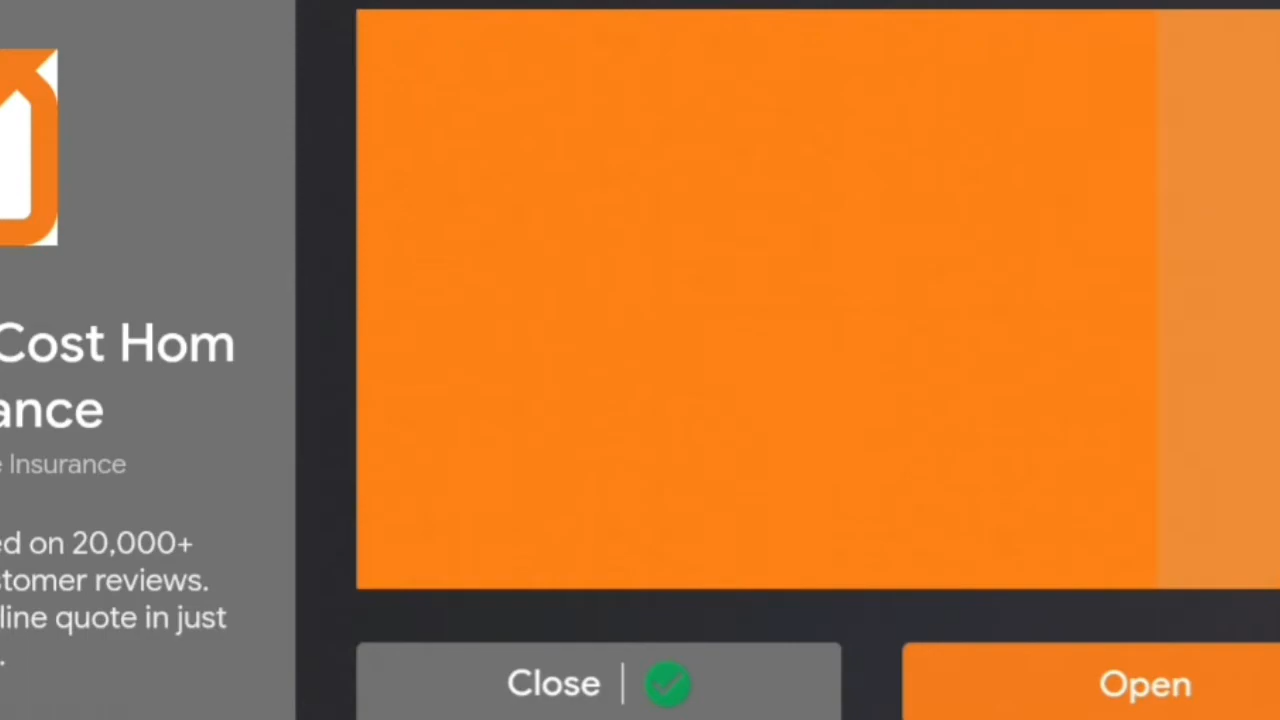 Cost Hom
ance
e Insurance
ed on 20,000+
stomer reviews.
line quote in just
.
Close
Open